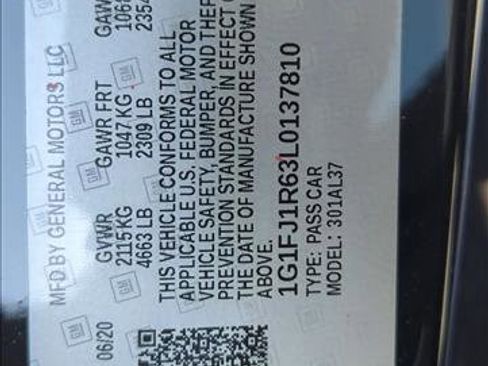 MFD BY GENERAL MOTORS LLC
06/20 GVWR GAWR FRT
2115 KG 1047 KG
4663 LB 2309 LB
THIS VEHICLE CONFORMS TO ALL
APPLICABLE U.S. FEDERAL MOTOR
VEHICLE SAFETY, BUMPER, AND
PREVENTION STANDARDS IN EFFECT
THE DATE OF MANUFACTURE SHOWN
ABOVE.
1G1FJ1R63L0137810
TYPE: PASS CAR
MODEL: 301AL37